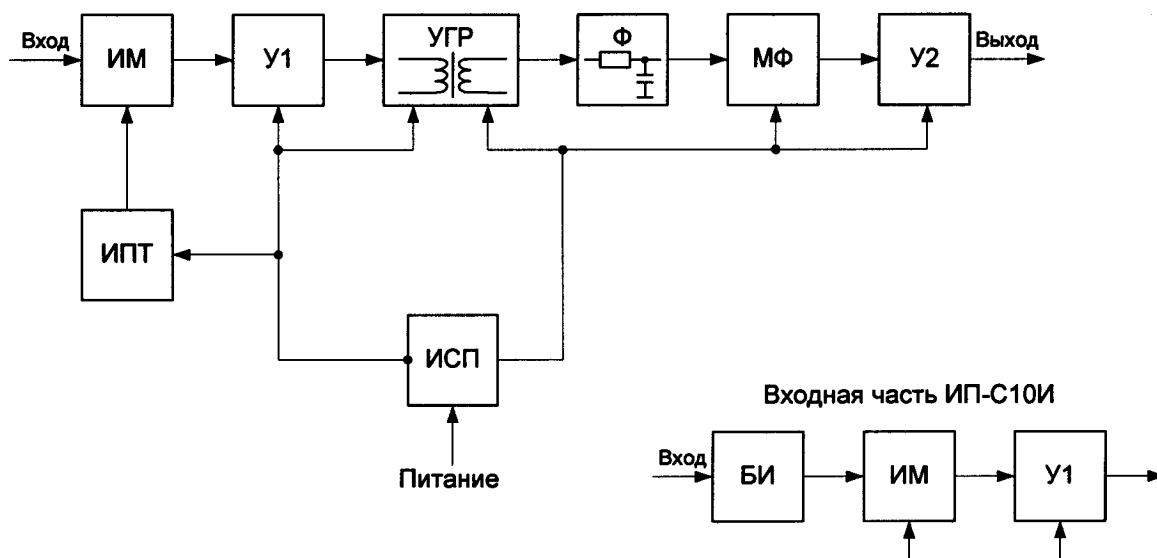 Вход
ИМ
У1
УГР
Ф
МФ
У2
Выход
ИПТ
ИСП
Питание
Входная часть ИП-С10И
Вход
БИ
ИМ
У1